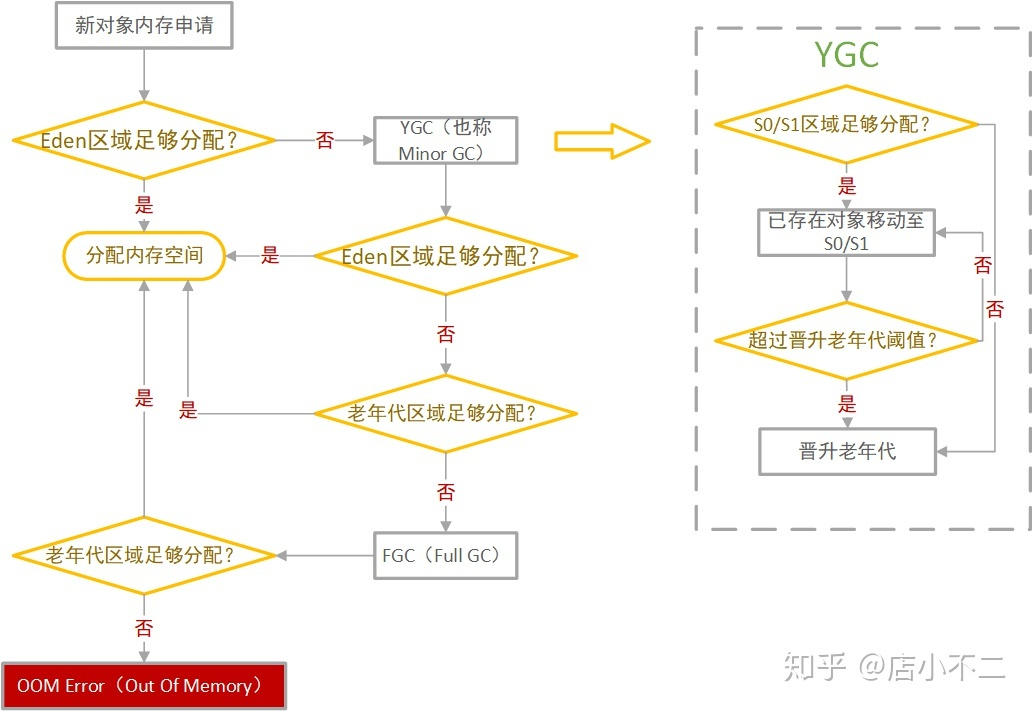 新对象内存申请
Eden区域足够分配？
否
YGC（也称
Minor GC）
是
分配内存空间
是
Eden区域足够分配？
否
是
是
老年代区域足够分配？
否
老年代区域足够分配？
FGC（Full GC）
否
OOM Error（Out Of Memory）
YGC
S0/S1区域足够分配？
是
已存在对象移动至
S0/S1
否
否
超过晋升老年代阈值？
是
晋升老年代
知乎 @店小不二